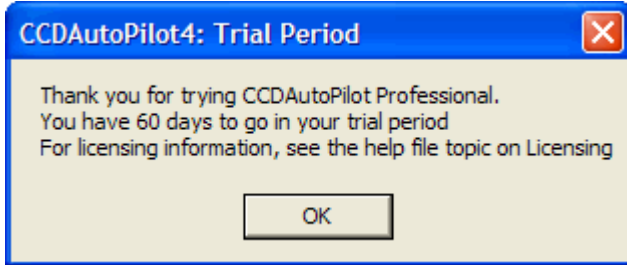 CCDAutoPilot4: Trial Period
Thank you for trying CCDAutoPilot Professional.
You have 60 days to go in your trial period
For licensing information, see the help file topic on Licensing
OK